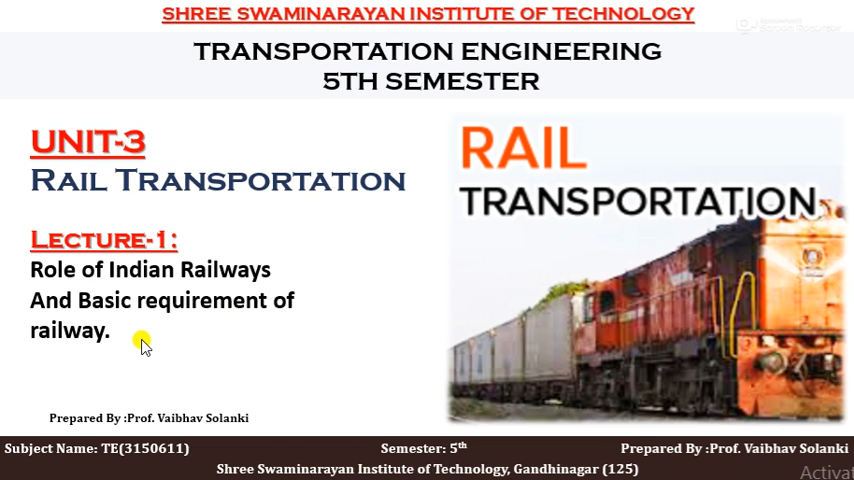 SHREE SWAMINARAYAN INSTITUTE OF TECHNOLOGY
TRANSPORTATION ENGINEERING
5TH SEMESTER
UNIT-3
RAIL TRANSPORTATION
LECTURE-1:
Role of Indian Railways
And Basic requirement of
railway.
RAIL
TRANSPORTATION
Prepared By :Prof. Vaibhav Solanki
Subject Name: TE(3150611)
Semester: 5th
Prepared By :Prof. Vaibhav Solanki
Shree Swaminarayan Institute of Technology, Gandhinagar (125)
Activat